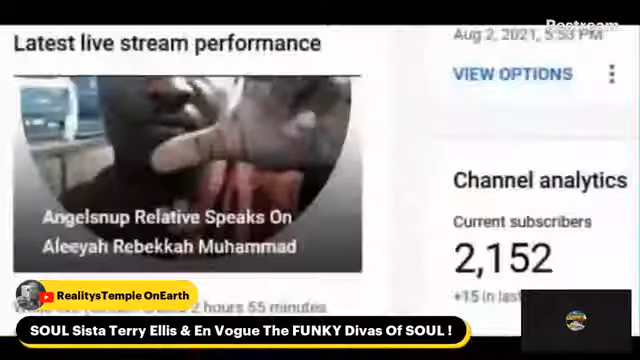 Restream
Latest live stream performance
Aug 2, 2021, 5:53 PM
VIEW OPTIONS
Angelsnup Relative Speaks On
Aleeyah Rebekkah Muhammad
Channel analytics
Current subscribers
2,152
+15 in last
RealitysTemple OnEarth
2 hours 55 minutes
SOUL Sista Terry Ellis & En Vogue The FUNKY Divas Of SOUL !